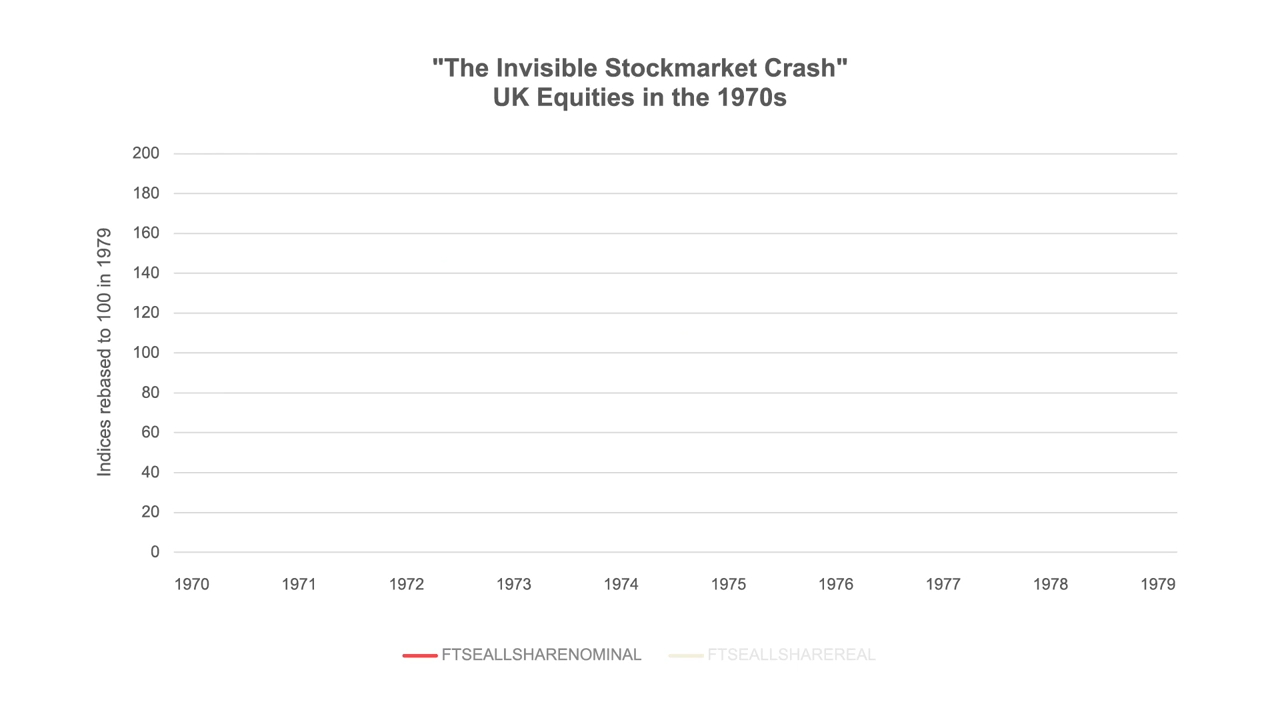 "The Invisible Stockmarket Crash"
UK Equities in the 1970s
Indices rebased to 100 in 1979
200
180
160
140
120
100
80
60
40
20
0
1970 1971 1972 1973 1974 1975 1976 1977 1978 1979
FTSEALLSHARENOMINAL FTSEALLSHAREREAL